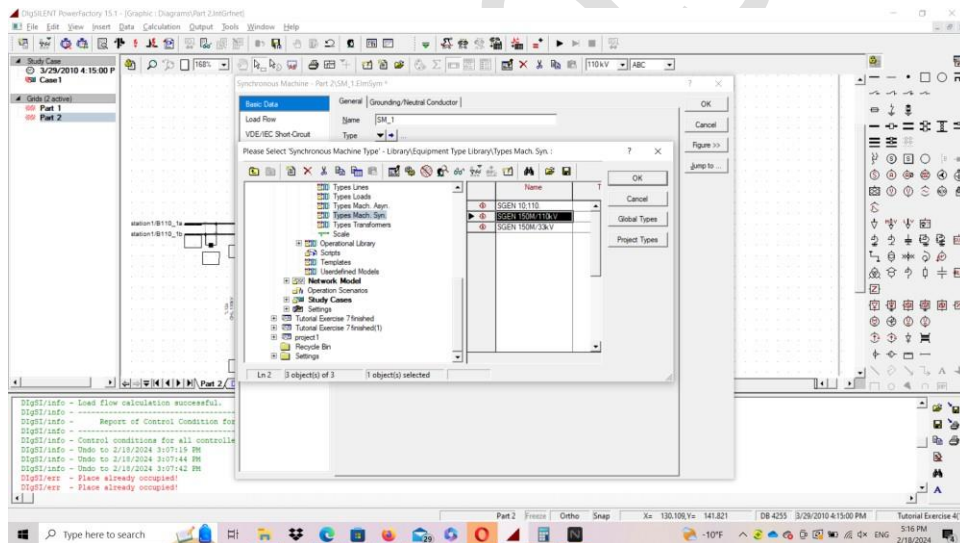 DIgSILENT PowerFactory 15.1 - [Graphic : Diagrams\Part 2.IntGrfnet]
File Edit View Insert Data Calculation Output Tools Window Help
Study Case
3/29/2010 4:15:00 P
Case1
168%
110 kV
ABC
Grids (2 active)
Part 1
Part 2
station1/B110_1a
station1/B110_1b
Synchronous Machine - Part 2\SM_1.ElmSym *
? X
Basic Data
Load Flow
VDE/IEC Short-Circuit
General
Grounding/Neutral Conductor
Name
SM_1
Type
OK
Cancel
Figure >>
Jump to ...
Please Select 'Synchronous Machine Type' - Library\Equipment Type Library\Types Mach. Syn. :
? X
Types Lines
Types Loads
Types Mach. Asyn.
Types Mach. Syn.
Types Transformers
Scale
Operational Library
Scripts
Templates
Userdefined Models
Network Model
Operation Scenarios
Study Cases
Settings
Tutorial Exercise 7finished
Tutorial Exercise 7finished(1)
project1
Recycle Bin
Settings
Name
T
SGEN 10;110.
SGEN 150M/110kV
SGEN 150M/33kV
OK
Cancel
Global Types
Project Types
Ln 2
3 object(s) of 3
1 object(s) selected
Part 2
DIgSI/info - Load flow calculation successful.
DIgSI/info - ----------------------------------
DIgSI/info - Report of Control Condition for
DIgSI/info - ----------------------------------
DIgSI/info - Control conditions for all controlle
DIgSI/info - Undo to 2/18/2024 3:07:19 PM
DIgSI/info - Undo to 2/18/2024 3:07:44 PM
DIgSI/info - Undo to 2/18/2024 3:07:42 PM
DIgSI/err - Place already occupied!
DIgSI/err - Place already occupied!
Part 2 Freeze Ortho Snap X= 130.109,Y= 141.821 DB 4255 3/29/2010 4:15:00 PM Tutorial Exercise 4(
Type here to search
29
-10°F
ENG
5:16 PM
2/18/2024